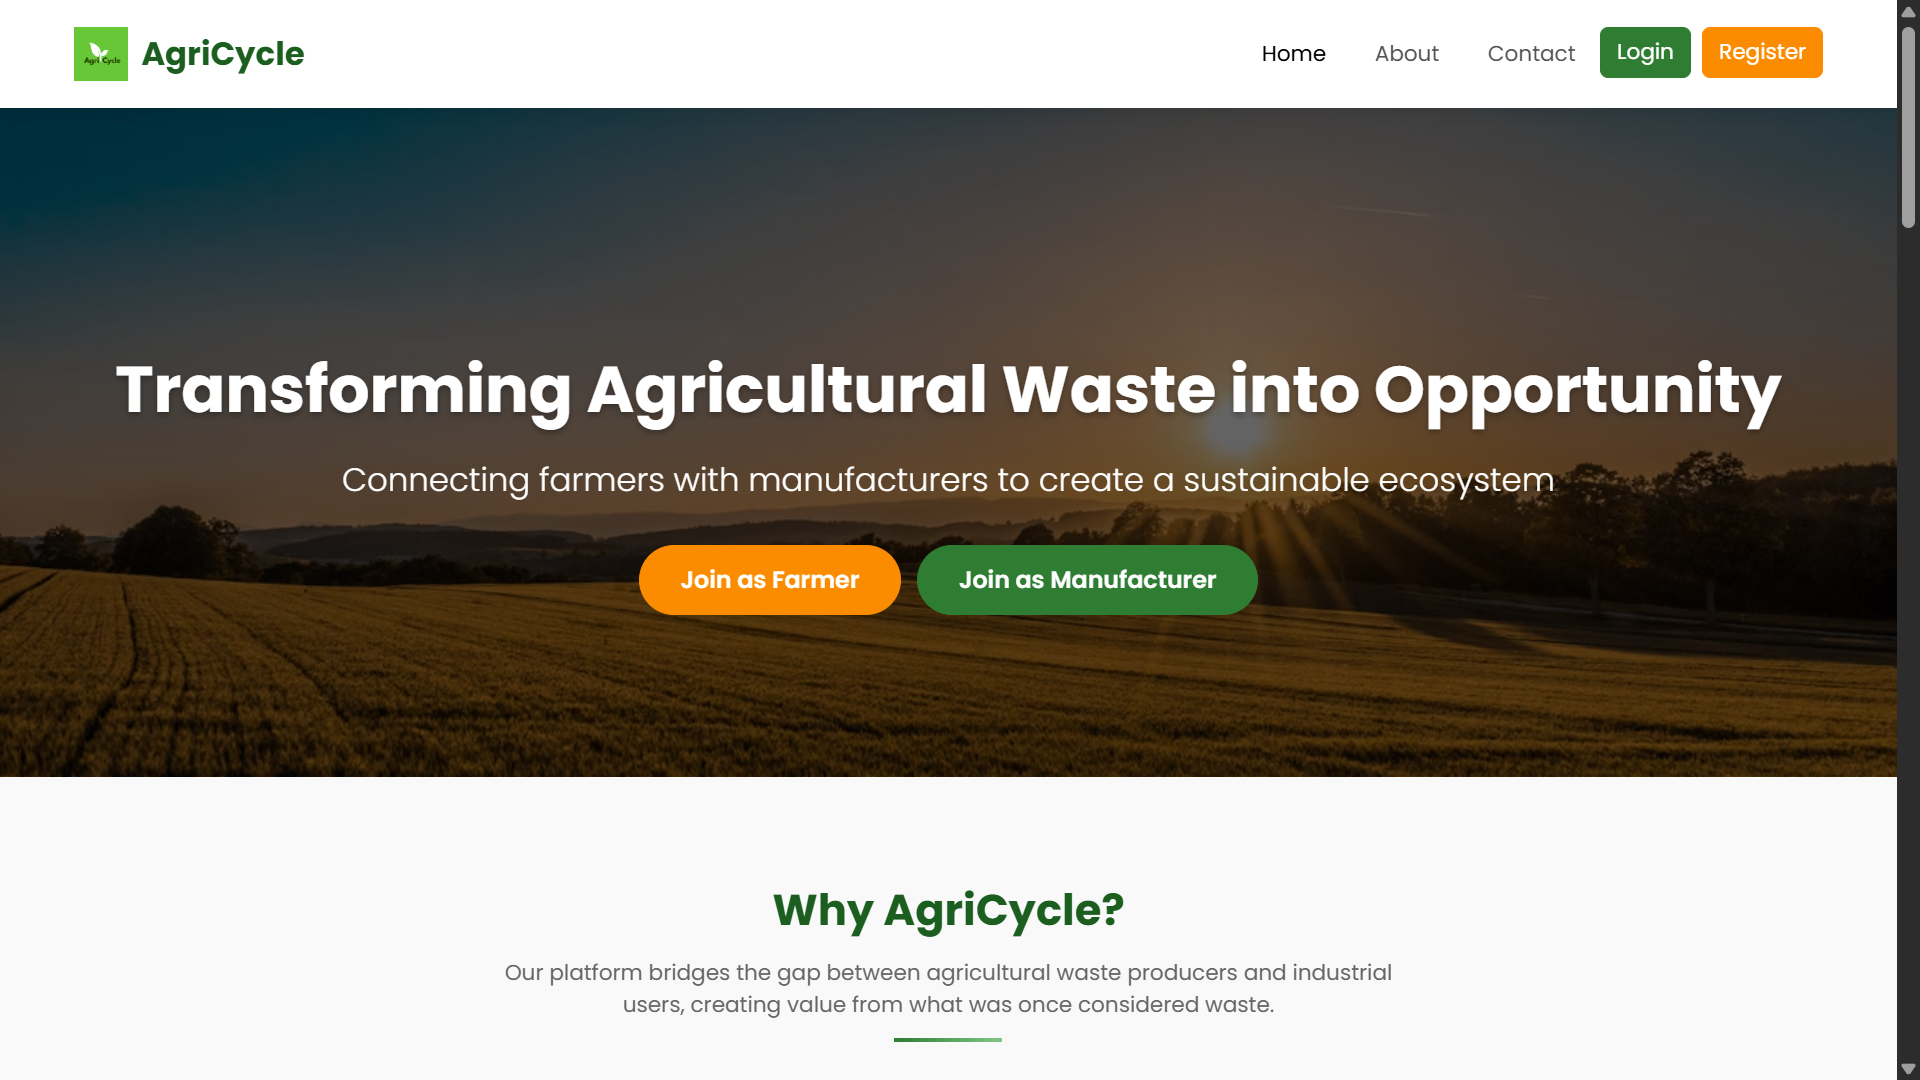 Agri Cycle
AgriCycle
Home
About
Contact
Login
Register
Transforming Agricultural Waste into Opportunity
Connecting farmers with manufacturers to create a sustainable ecosystem
Join as Farmer
Join as Manufacturer
Why AgriCycle?
Our platform bridges the gap between agricultural waste producers and industrial
users, creating value from what was once considered waste.